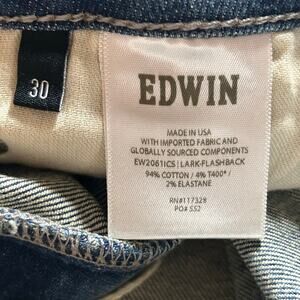 30
EDWIN
MADE IN USA
WITH IMPORTED FABRIC AND
GLOBALLY SOURCED COMPONENTS
EW2061ICS | LARK-FLASHBACK
94% COTTON / 4% T400® /
2% ELASTANE
RN#117328
PO# 552